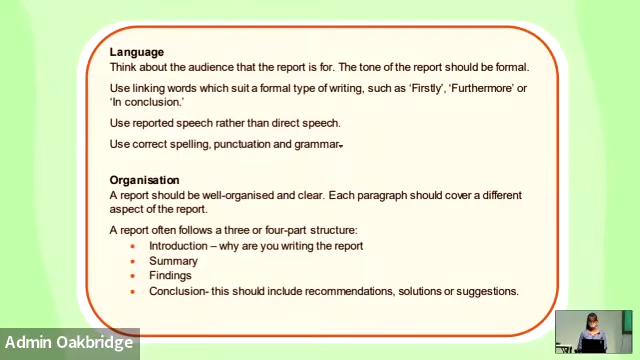 Language
Think about the audience that the report is for. The tone of the report should be formal.
Use linking words which suit a formal type of writing, such as ‘Firstly’, ‘Furthermore’ or
‘In conclusion.’
Use reported speech rather than direct speech.
Use correct spelling, punctuation and grammar.
Organisation
A report should be well-organised and clear. Each paragraph should cover a different
aspect of the report.
A report often follows a three or four-part structure:
• Introduction – why are you writing the report
• Summary
• Findings
• Conclusion- this should include recommendations, solutions or suggestions.
Admin Oakbridge